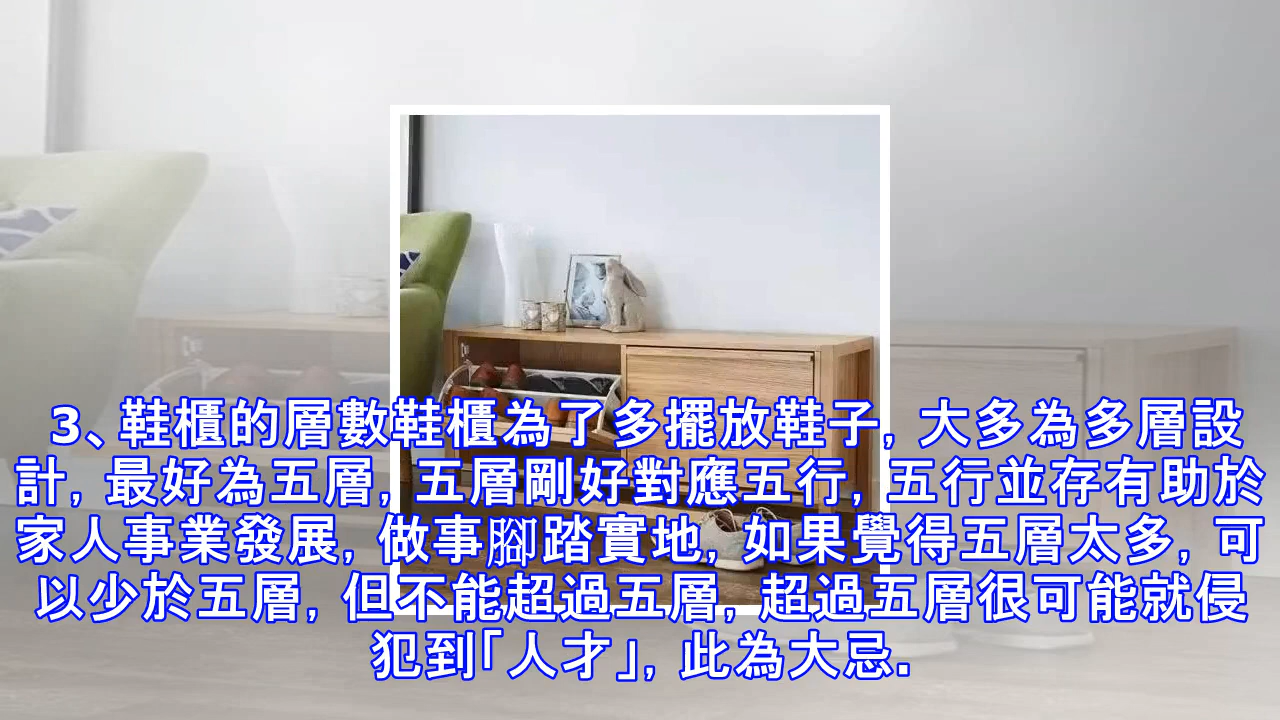 3、鞋櫃的層數鞋櫃為了多擺放鞋子, 大多為多層設
計, 最好為五層, 五層剛好對應五行, 五行並存有助於
家人事業發展, 做事腳踏實地, 如果覺得五層太多, 可
以少於五層, 但不能超過五層, 超過五層很可能就侵
犯到「人才」, 此為大忌.